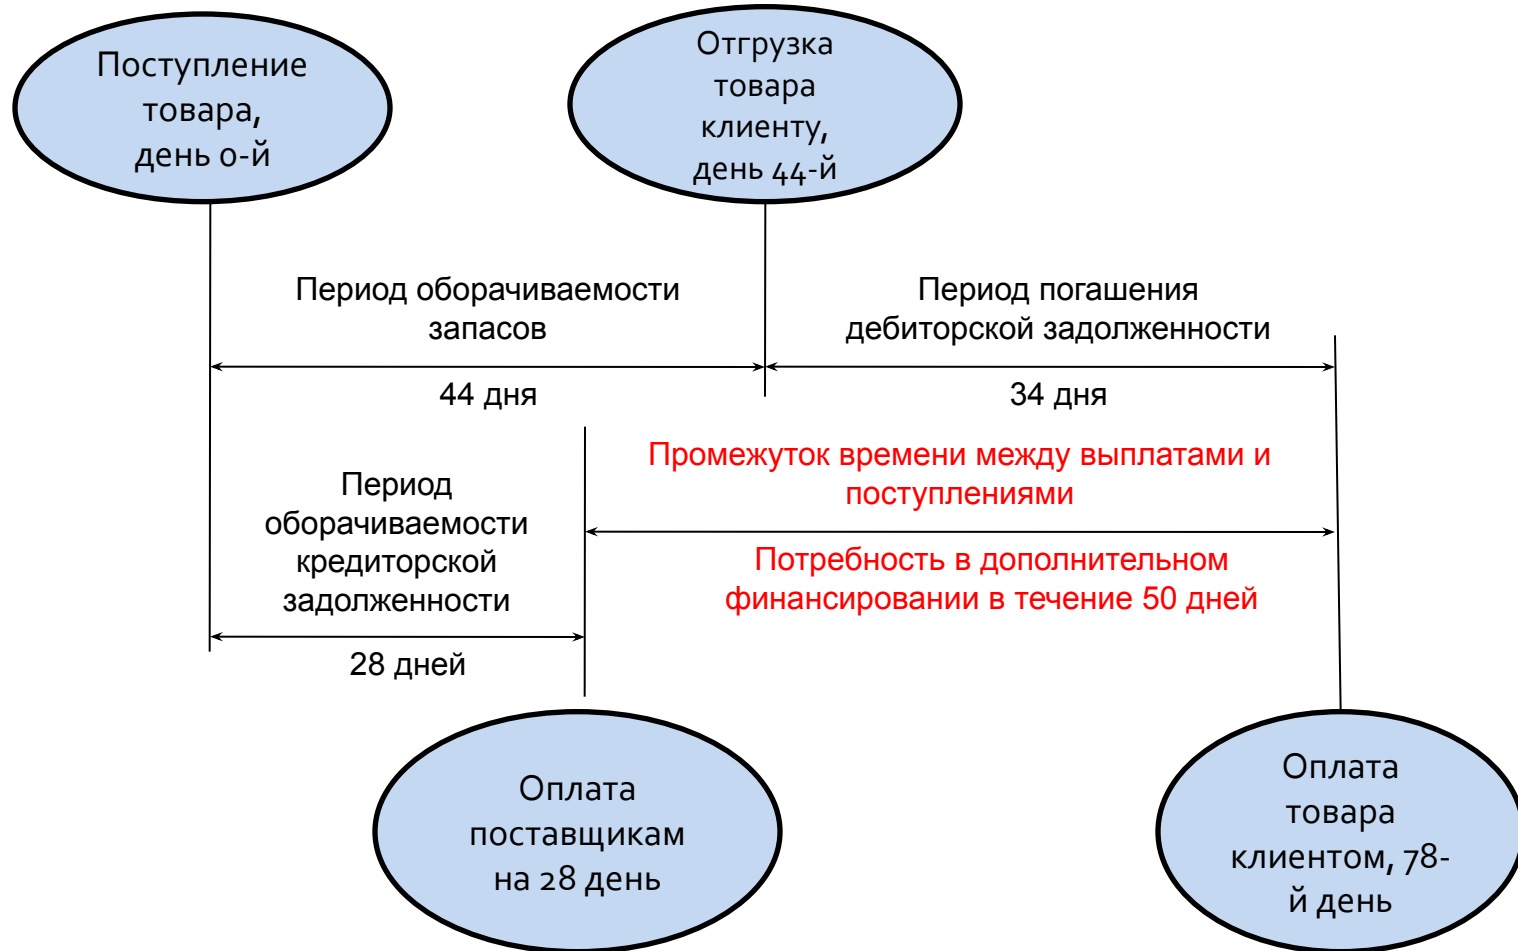 Поступление
товара,
день 0-й
Отгрузка
товара
клиенту,
день 44-й
Период оборачиваемости
запасов
44 дня
Период погашения
дебиторской задолженности
34 дня
Период
оборачиваемости
кредиторской
задолженности
28 дней
Промежуток времени между выплатами и
поступлениями
Потребность в дополнительном
финансировании в течение 50 дней
Оплата
поставщикам
на 28 день
Оплата
товара
клиентом, 78-
й день